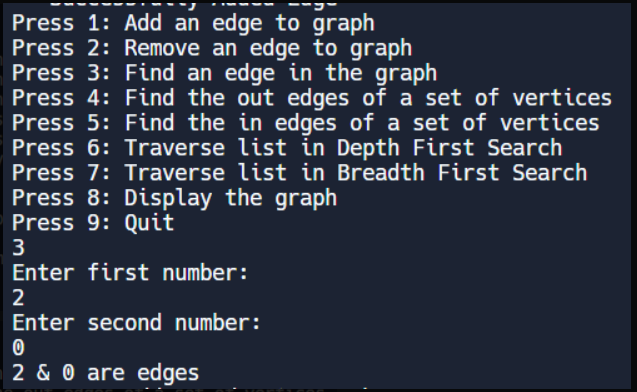 Successfully Added Edge
Press 1: Add an edge to graph
Press 2: Remove an edge to graph
Press 3: Find an edge in the graph
Press 4: Find the out edges of a set of vertices
Press 5: Find the in edges of a set of vertices
Press 6: Traverse list in Depth First Search
Press 7: Traverse list in Breadth First Search
Press 8: Display the graph
Press 9: Quit
3
Enter first number:
2
Enter second number:
0
2 & 0 are edges